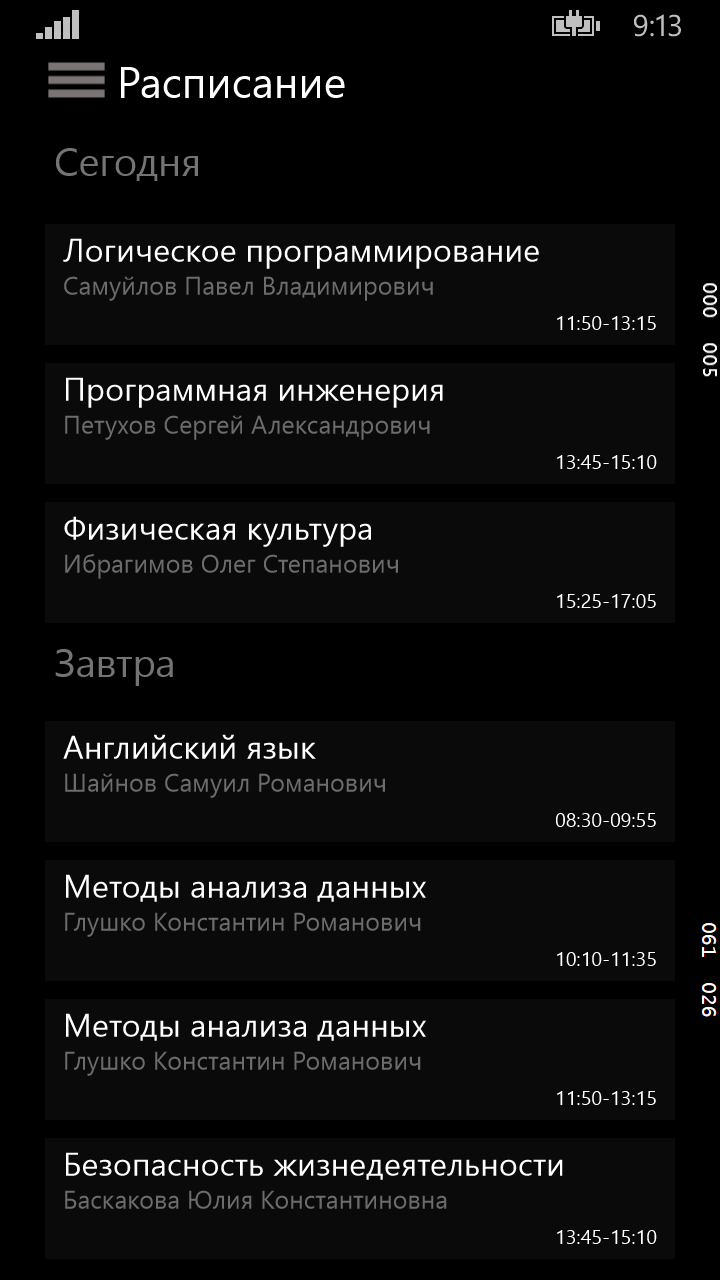 9:13
Расписание
Сегодня
Логическое программирование
Самуйлов Павел Владимирович
11:50-13:15
000
005
Программная инженерия
Петухов Сергей Александрович
13:45-15:10
Физическая культура
Ибрагимов Олег Степанович
15:25-17:05
Завтра
Английский язык
Шайнов Самуил Романович
08:30-09:55
Методы анализа данных
Глушко Константин Романович
10:10-11:35
061
026
Методы анализа данных
Глушко Константин Романович
11:50-13:15
Безопасность жизнедеятельности
Баскакова Юлия Константиновна
13:45-15:10